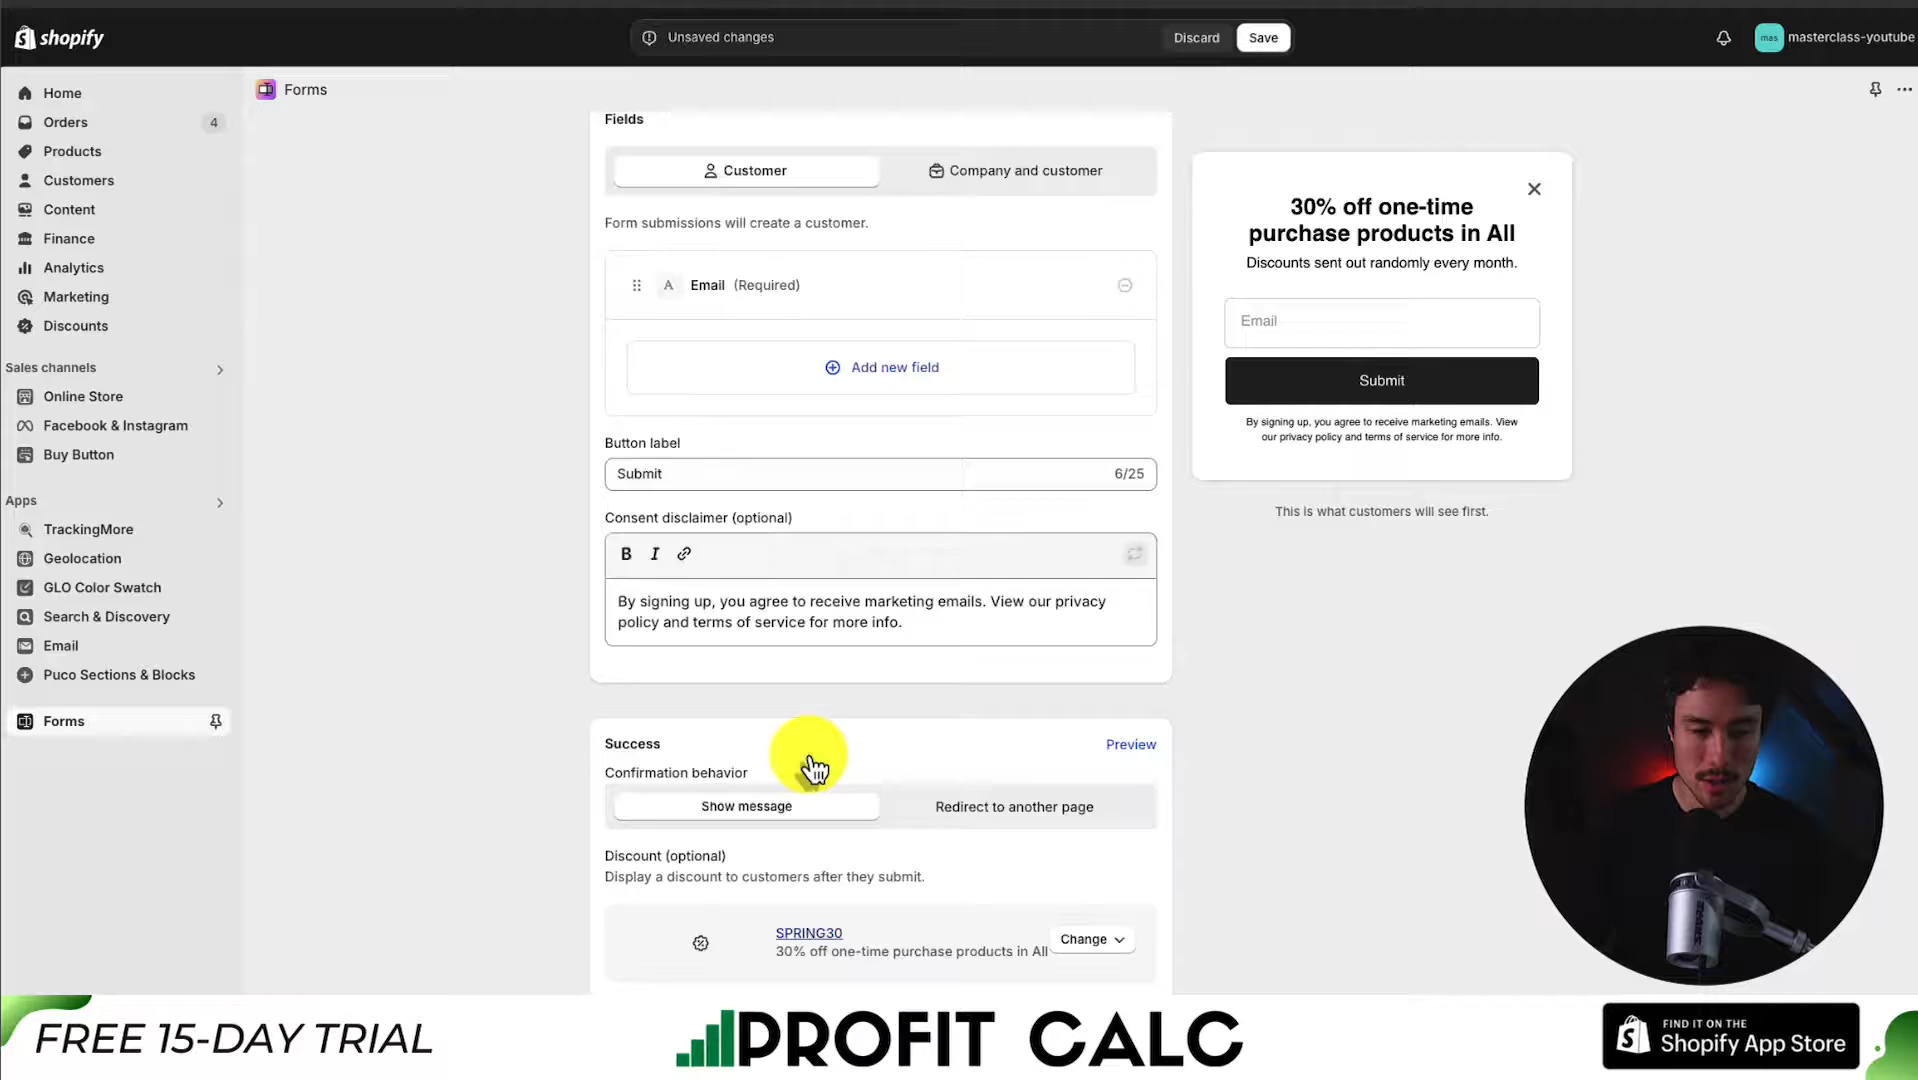 shopify
Unsaved changes
Discard
Save
mas
masterclass-youtube
Home
Orders
4
Products
Customers
Content
Finance
Analytics
Marketing
Discounts
Sales channels
Online Store
Facebook & Instagram
Buy Button
Apps
TrackingMore
Geolocation
GLO Color Swatch
Search & Discovery
Email
Puco Sections & Blocks
Forms
Forms
Fields
Customer
Company and customer
Form submissions will create a customer.
A
Email (Required)
Add new field
Button label
Submit
6/25
Consent disclaimer (optional)
B I
By signing up, you agree to receive marketing emails. View our privacy
policy and terms of service for more info.
Success
Preview
Confirmation behavior
Show message
Redirect to another page
Discount (optional)
Display a discount to customers after they submit.
SPRING30
30% off one-time purchase products in All
Change
30% off one-time
purchase products in All
Discounts sent out randomly every month.
Email
Submit
By signing up, you agree to receive marketing emails. View
our privacy policy and terms of service for more info.
This is what customers will see first.
FREE 15-DAY TRIAL
PROFIT CALC
FIND IT ON THE
Shopify App Store